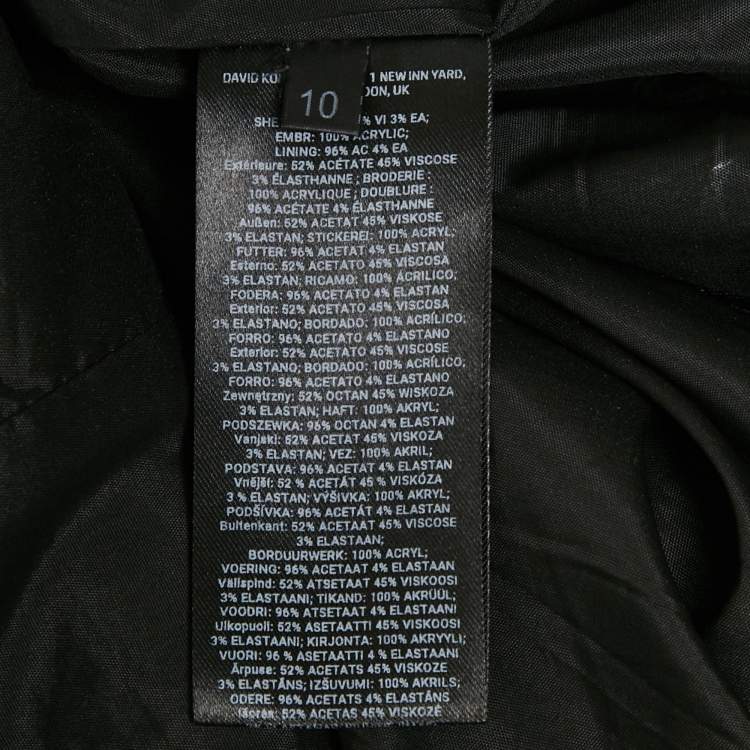 DAVID 1 NEW INN YARD,
UK
10
VI 3% EA;
EMBR: 100% ACRYLIC;
LINING: 96% AC 4% EA
Extérieure: 52% ACÉTATE 45% VISCOSE
3% ÉLASTHANNE ; BRODERIE :
100% ACRYLIQUE ; DOUBLURE :
96% ACÉTATE 4% ÉLASTHANNE
Außen: 52% ACETAT 45% VISKOSE
3% ELASTAN; STICKEREI: 100% ACRYL;
FUTTER: 96% ACETAT 4% ELASTAN
Esterno: 52% ACETATO 45% VISCOSA
3% ELASTAN; RICAMO: 100% ACRILICO;
FODERA: 96% ACETATO 4% ELASTAN
Exterior: 52% ACETATO 45% VISCOSA
3% ELASTANO; BORDADO: 100% ACRÍLICO;
FORRO: 96% ACETATO 4% ELASTANO
Exterior: 52% ACETATO 45% VISCOSE
3% ELASTANO; BORDADO: 100% ACRÍLICO;
FORRO: 96% ACETATO 4% ELASTANO
Zewnętrzny: 52% OCTAN 45% WISKOZA
3% ELASTAN; HAFT: 100% AKRYL;
PODSZEWKA: 96% OCTAN 4% ELASTAN
Vanjski: 52% ACETAT 45% VISKOZA
3% ELASTAN; VEZ: 100% AKRIL;
PODSTAVA: 96% ACETAT 4% ELASTAN
Vnější: 52% ACETÁT 45% VISKÓZA
3 % ELASTAN; VÝŠIVKA: 100% AKRYL;
PODŠÍVKA: 96% ACETÁT 4% ELASTAN
Buitenkant: 52% ACETAAT 45% VISCOSE
3% ELASTAAN;
BORDUURWERK: 100% ACRYL;
VOERING: 96% ACETAAT 4% ELASTAAN
Välispind: 52% ATSETAAT 45% VISKOOSI
3% ELASTAANI; TIKAND: 100% AKRÜÜL;
VOODRI: 96% ATSETAAT 4% ELASTAANI
Ulkopuoli: 52% ASETAATTI 45% VISKOOSI
3% ELASTAANI; KIRJONTA: 100% AKRYYLI;
VUORI: 96 % ASETAATTI 4 % ELASTAANI
Ārpuse: 52% ACETATS 45% VISKOZE
3% ELASTĀNS; IZŠUVUMI: 100% AKRILS;
ODERE: 96% ACETATS 4% ELASTĀNS
52% ACETAS 45% VISKOZĖ